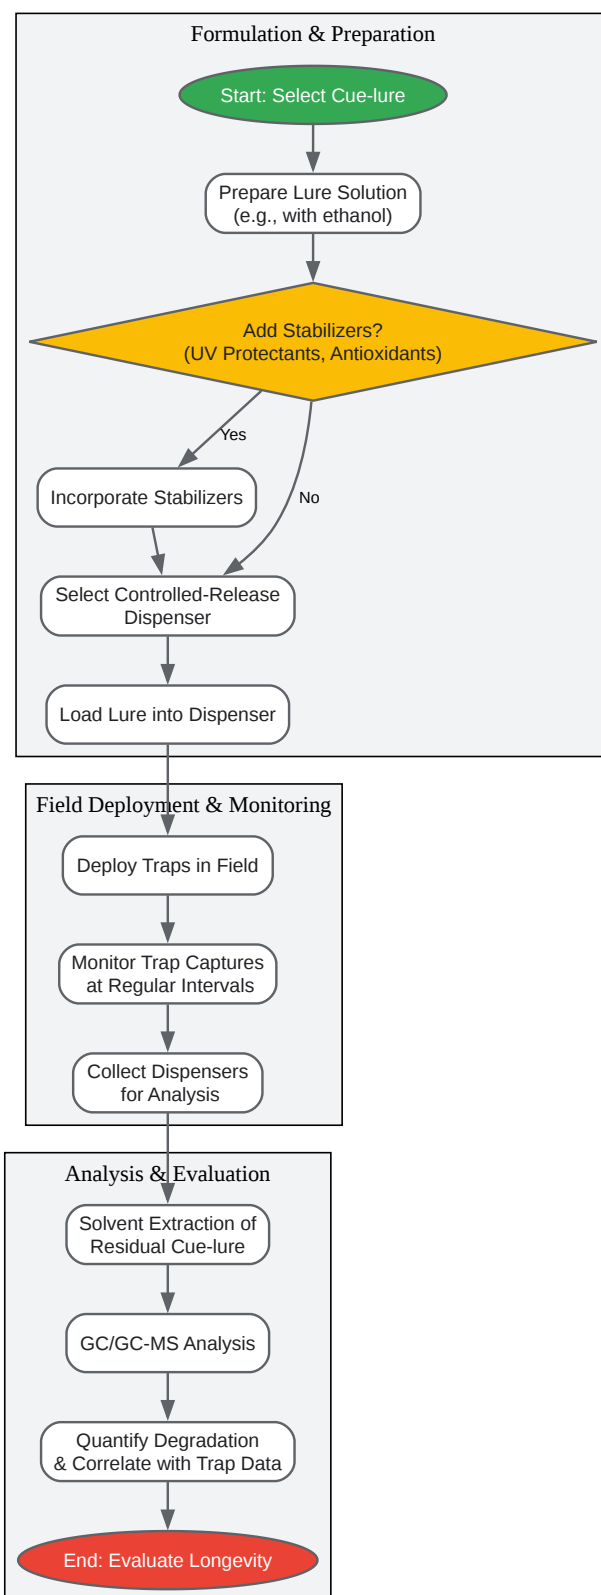 Formulation & Preparation
Start: Select Cue-lure
Prepare Lure Solution
(e.g., with ethanol)
Add Stabilizers?
(UV Protectants, Antioxidants)
Yes
Incorporate Stabilizers
No
Select Controlled-Release
Dispenser
Load Lure into Dispenser
Field Deployment & Monitoring
Deploy Traps in Field
Monitor Trap Captures
at Regular Intervals
Collect Dispensers
for Analysis
Analysis & Evaluation
Solvent Extraction of
Residual Cue-lure
GC/GC-MS Analysis
Quantify Degradation
& Correlate with Trap Data
End: Evaluate Longevity